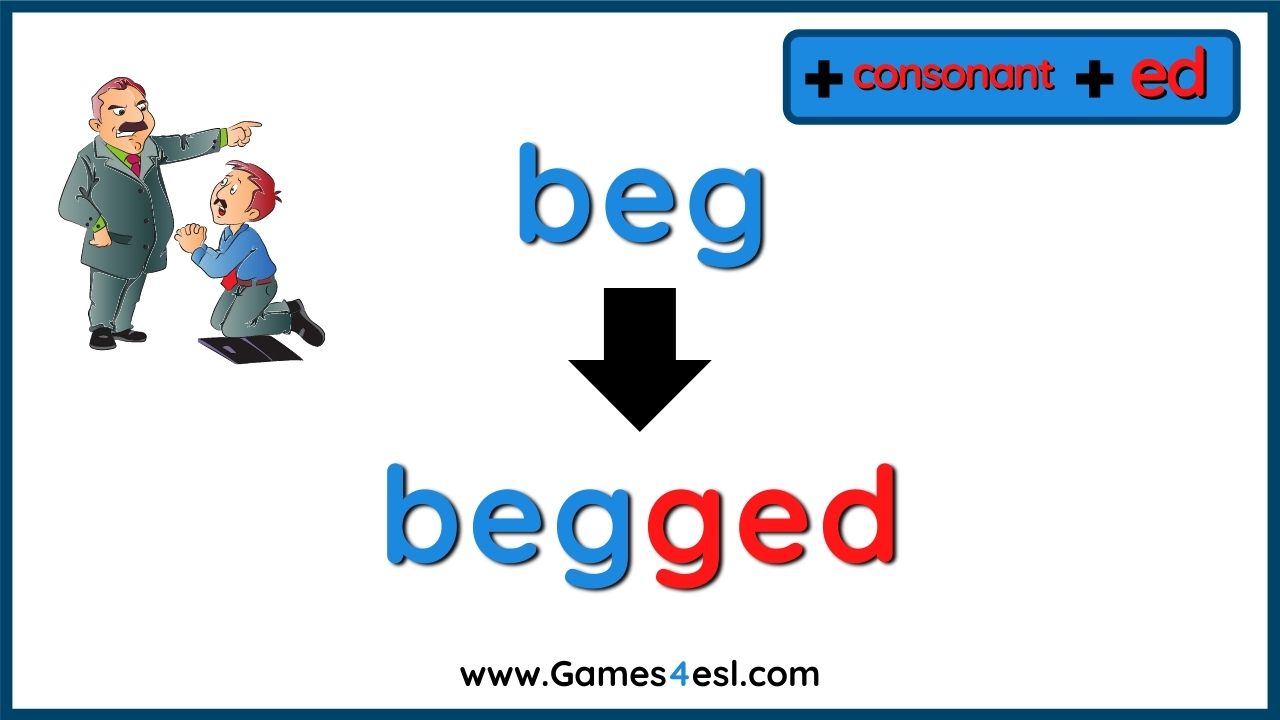 + consonant + ed
beg
begged
www.Games4esl.com